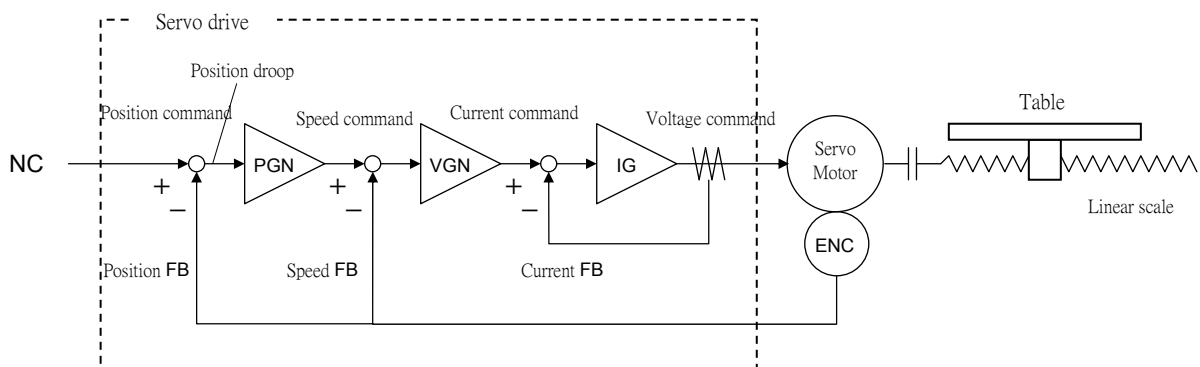 Servo drive
Position droop
Position command
Speed command
Current command
Voltage command
Table
NC
PGN
VGN
IG
Servo
Motor
+
−
+
−
+
−
Linear scale
ENC
Position FB
Speed FB
Current FB